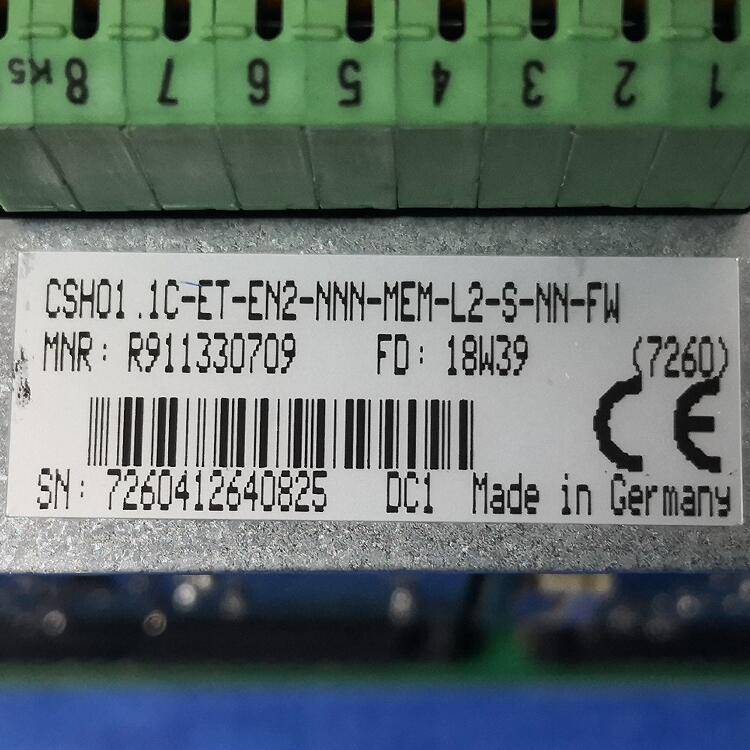 K5 8 7 6 5 4 3 2 1
CSH01.1C-ET-EN2-NNN-MEM-L2-S-NN-FW
MNR: R911330709 FD: 18W39 (7260)
CE
SN: 7260412640825 DC1 Made in Germany